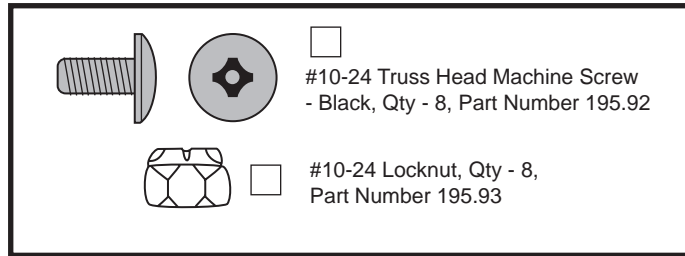 #10-24 Truss Head Machine Screw
- Black, Qty - 8, Part Number 195.92
#10-24 Locknut, Qty - 8,
Part Number 195.93